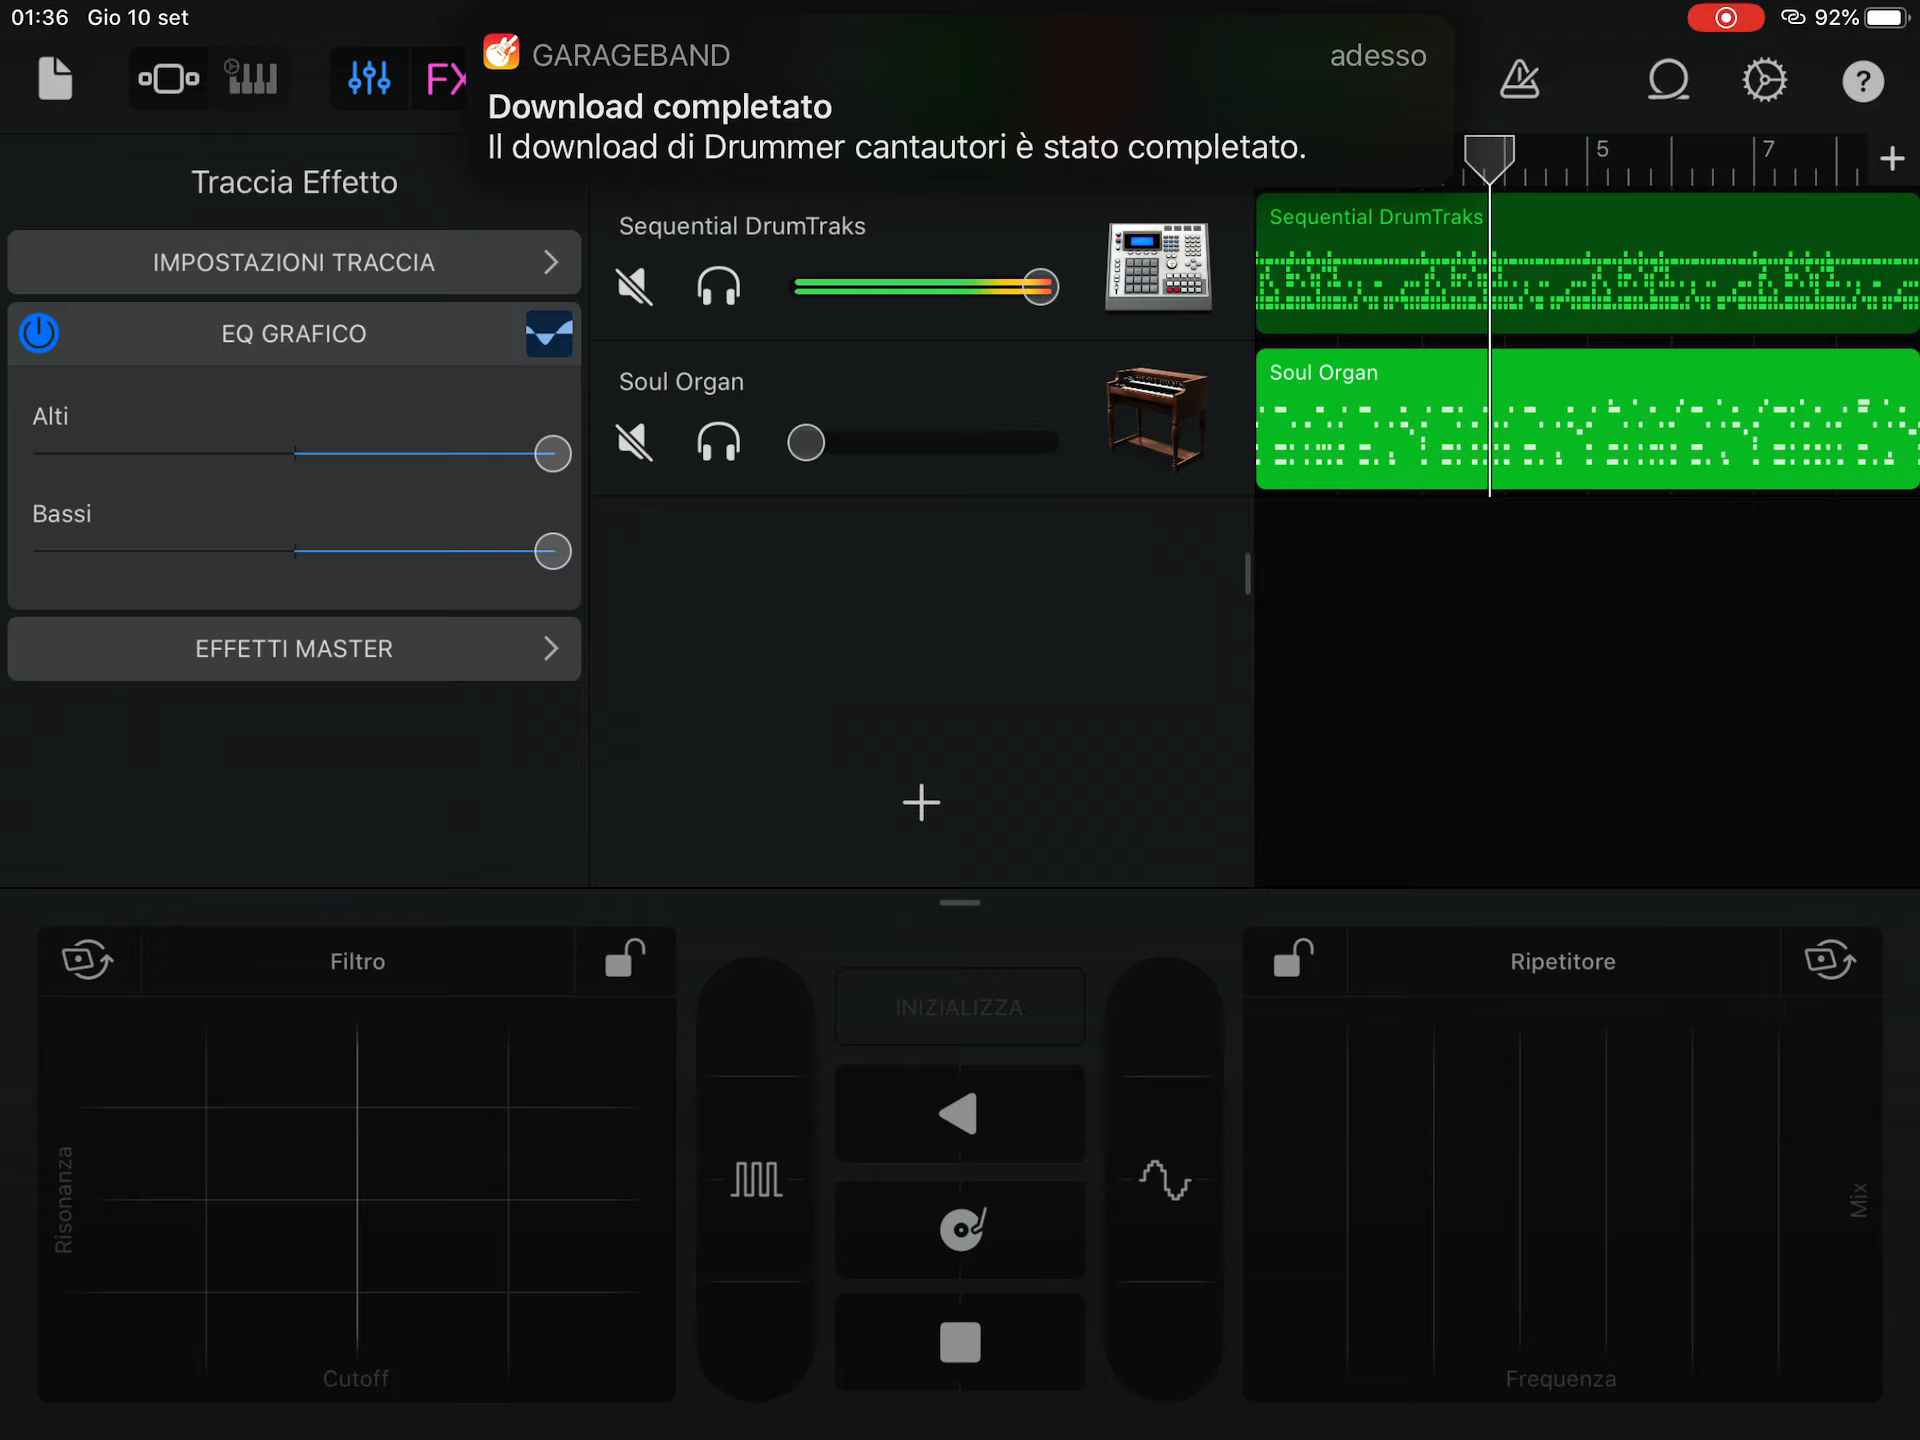 01:36 Gio 10 set
92%
GARAGEBAND
adesso
Download completato
Il download di Drummer cantautori è stato completato.
FX
5
7
Traccia Effetto
IMPOSTAZIONI TRACCIA
EQ GRAFICO
Alti
Bassi
EFFETTI MASTER
Sequential DrumTraks
Soul Organ
Sequential DrumTraks
Soul Organ
Filtro
Risonanza
Cutoff
INIZIALIZZA
Ripetitore
Mix
Frequenza